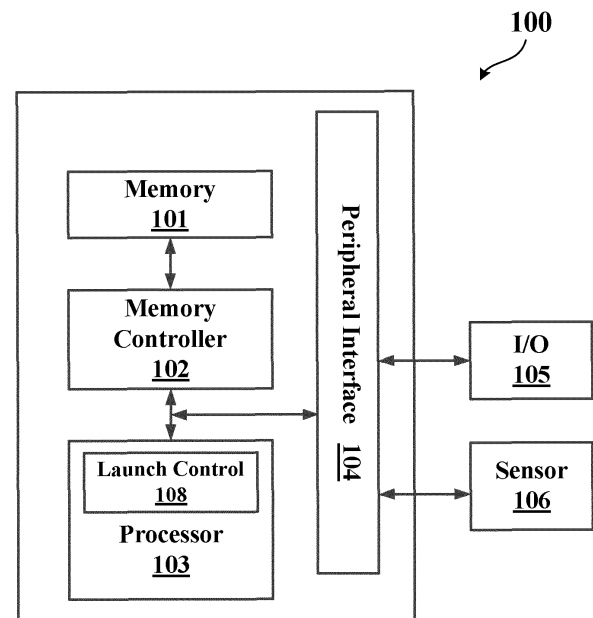 100
Memory
101
Memory
Controller
102
Launch Control
108
Processor
103
Peripheral Interface 104
I/O
105
Sensor
106